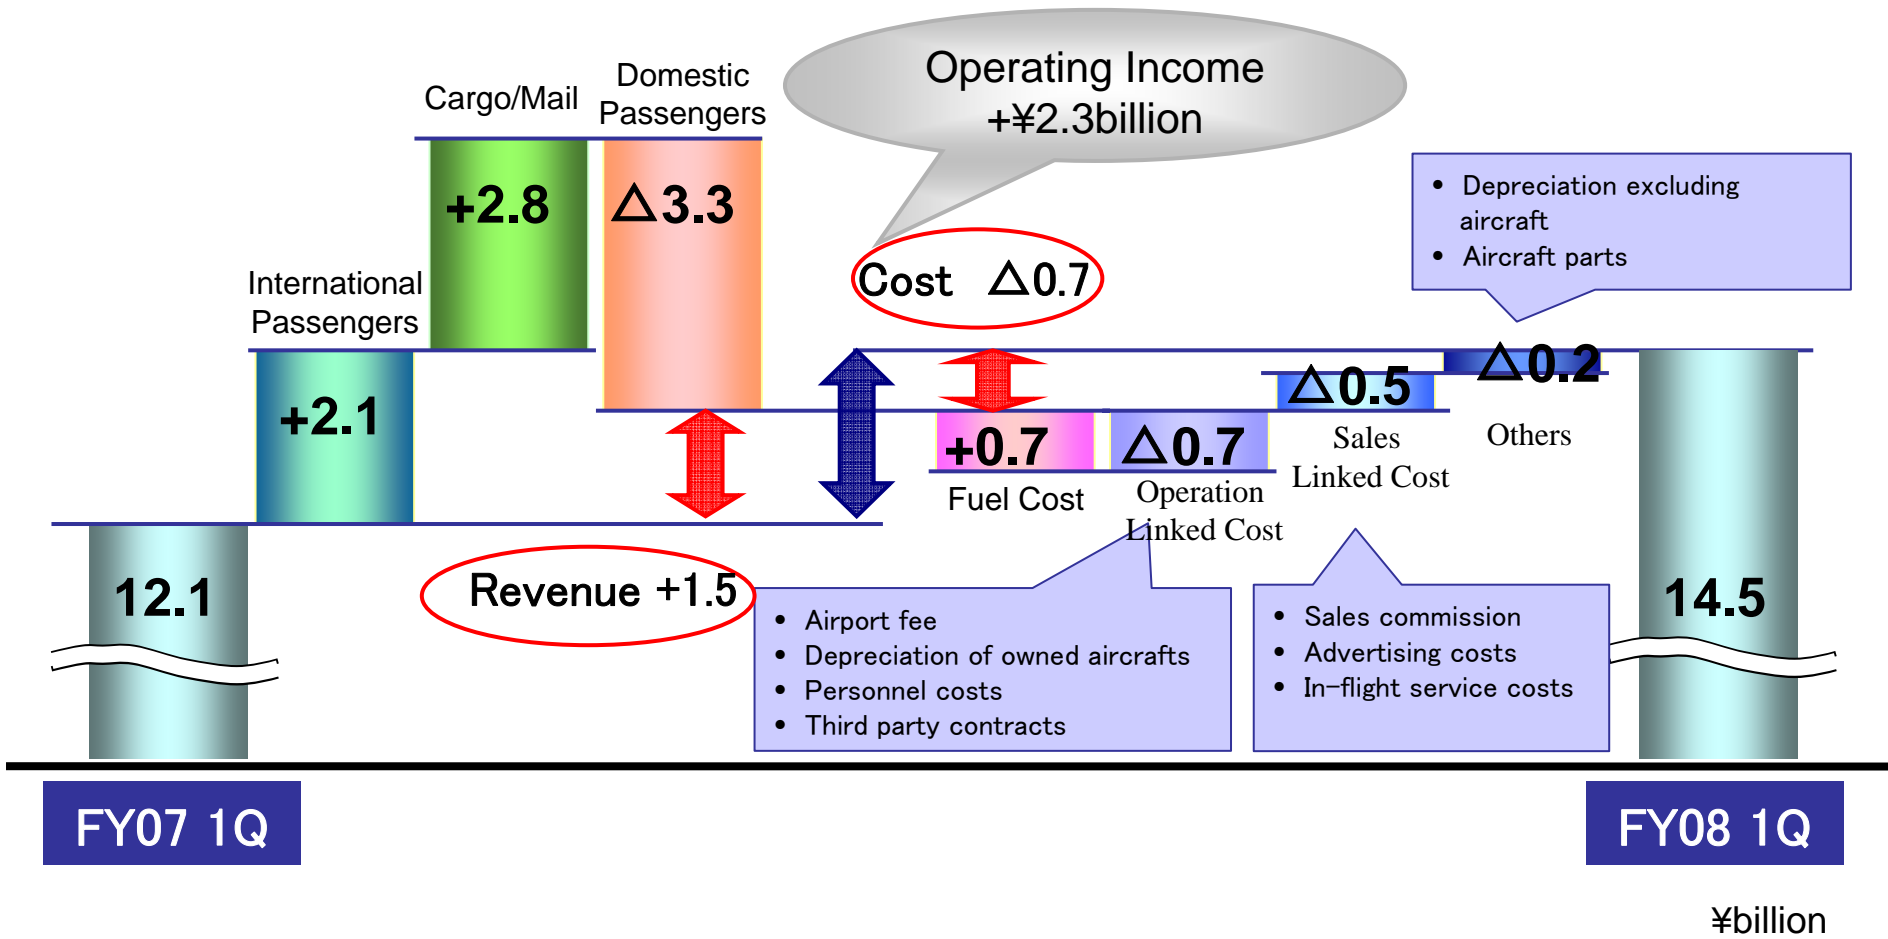 Operating Income
+¥2.3billion
Domestic
Passengers
Cargo/Mail
International
Passengers
+2.8
△3.3
+2.1
12.1
Cost △0.7
Revenue +1.5
• Depreciation excluding
aircraft
• Aircraft parts
+0.7
△0.7
△0.5
△0.2
Fuel Cost
Operation
Linked Cost
Sales
Linked Cost
Others
• Airport fee
• Depreciation of owned aircrafts
• Personnel costs
• Third party contracts
• Sales commission
• Advertising costs
• In-flight service costs
14.5
FY07 1Q
FY08 1Q
¥billion